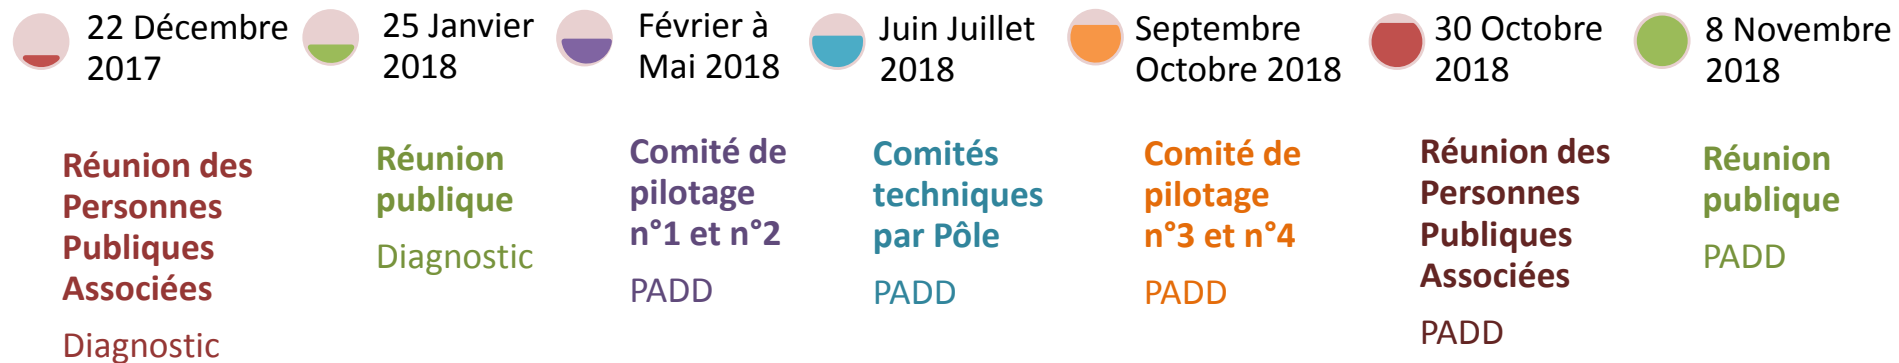 22 Décembre
2017
25 Janvier
2018
Février à
Mai 2018
Juin Juillet
2018
Septembre
Octobre 2018
30 Octobre
2018
8 Novembre
2018
Réunion des
Personnes
Publiques
Associées
Diagnostic
Réunion
publique
Diagnostic
Comité de
pilotage
n°1 et n°2
PADD
Comités
techniques
par Pôle
PADD
Comité de
pilotage
n°3 et n°4
PADD
Réunion des
Personnes
Publiques
Associées
PADD
Réunion
publique
PADD